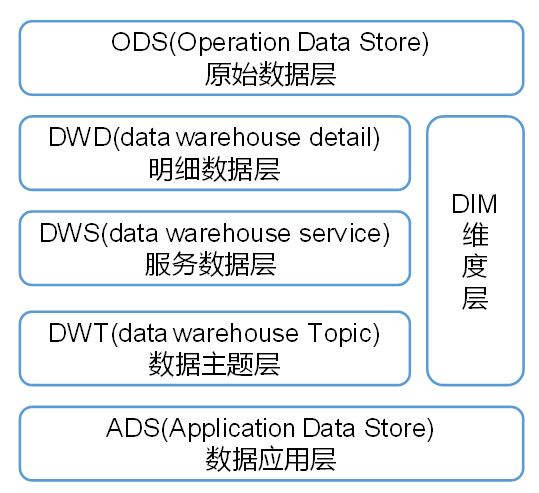 ODS(Operation Data Store)
原始数据层
DWD(data warehouse detail)
明细数据层
DWS(data warehouse service)
服务数据层
DWT(data warehouse Topic)
数据主题层
DIM
维
度
层
ADS(Application Data Store)
数据应用层